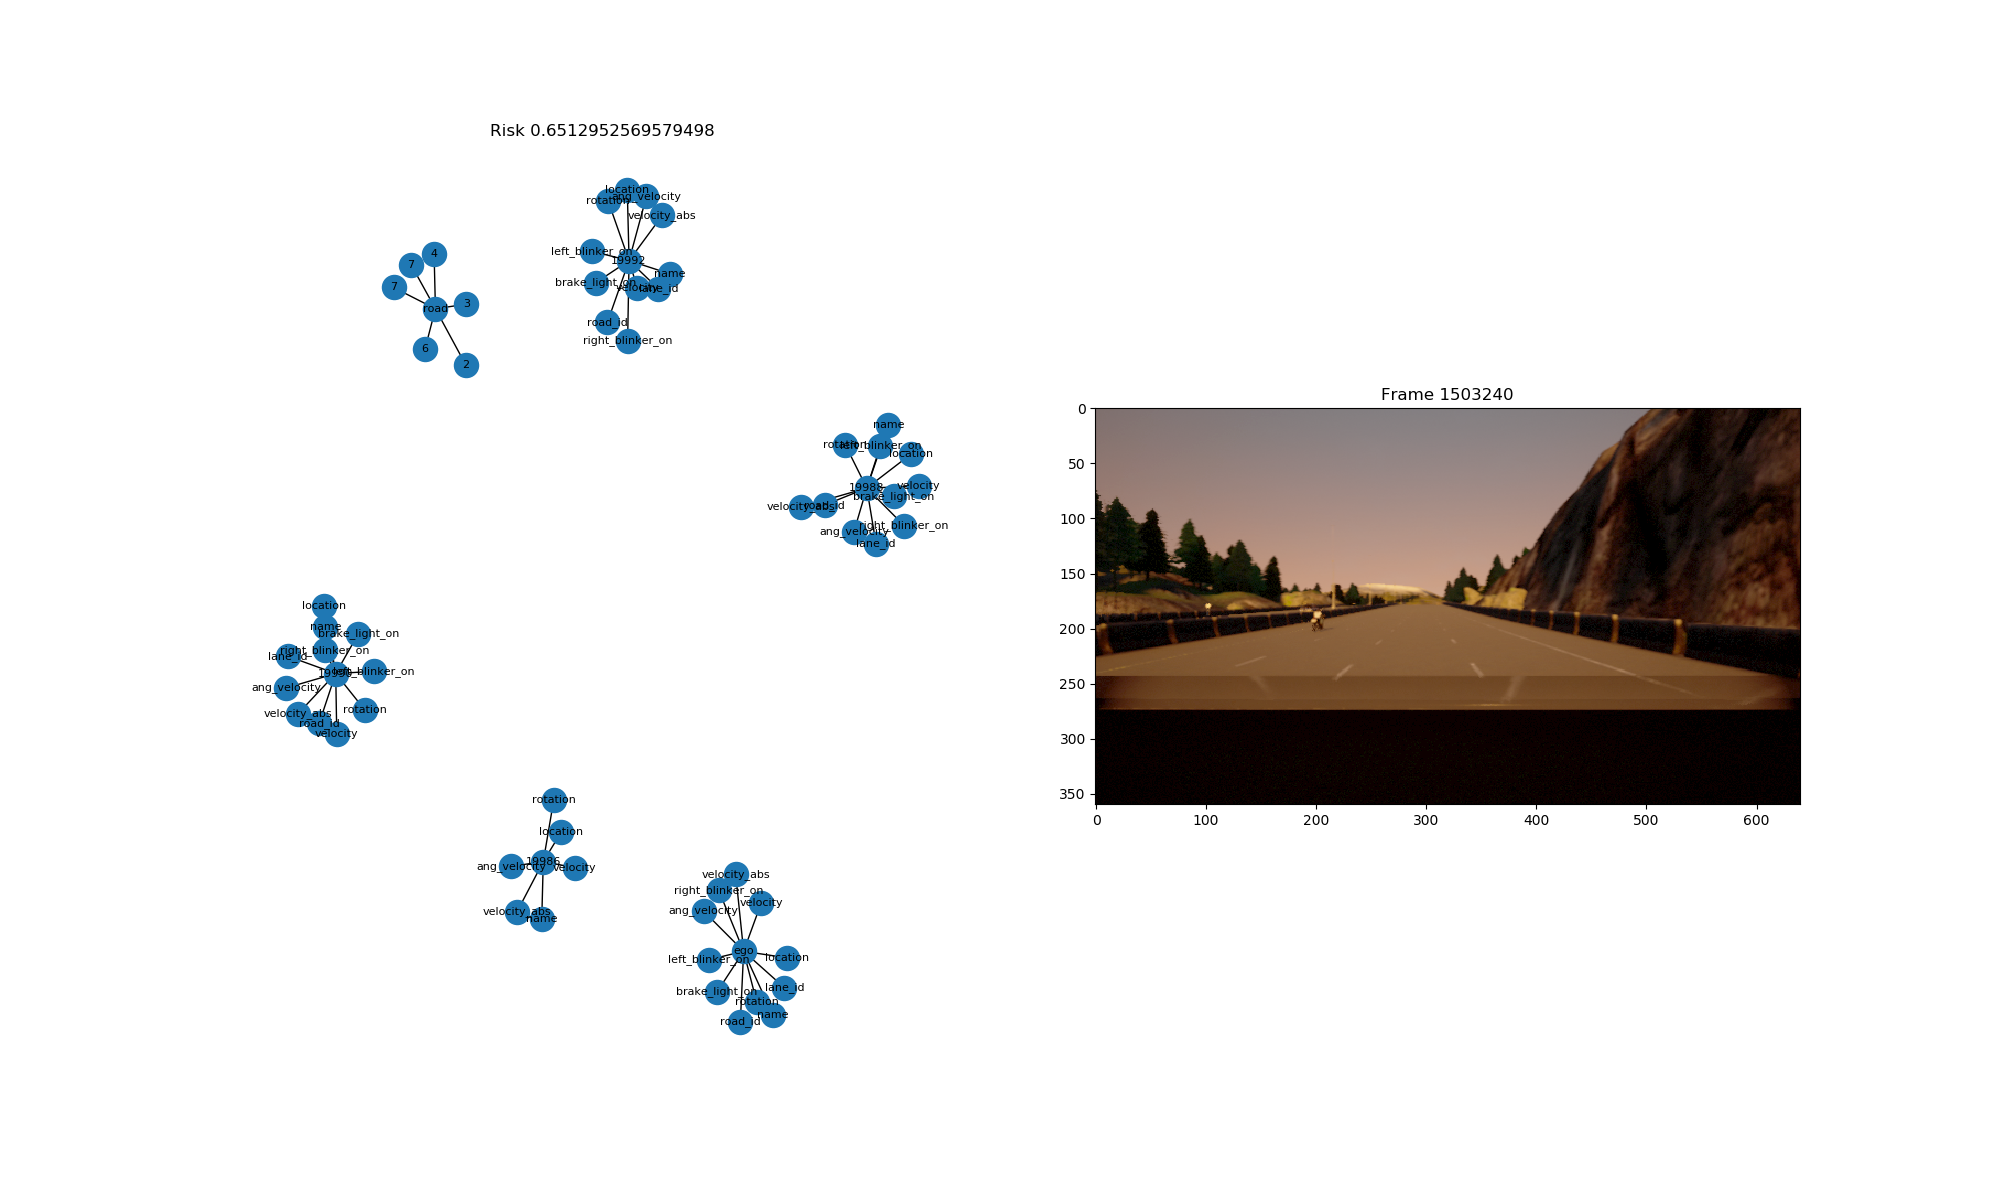 Risk 0.6512952569579498
location
ang_velocity
rotation
velocity_abs
left_blinker_on
19992
name
brake_light_on
velocity
lane_id
road_id
right_blinker_on
4
7
7
3
road
6
2
name
rotation
left_blinker_on
location
19988
velocity
brake_light_on
velocity_abs
road_id
right_blinker_on
ang_velocity
lane_id
location
name
brake_light_on
right_blinker_on
lane_id
left_blinker_on
ang_velocity
velocity_abs
rotation
road_id
velocity
rotation
location
19986
ang_velocity
velocity
velocity_abs
name
velocity_abs
right_blinker_on
velocity
ang_velocity
ego
left_blinker_on
location
brake_light_on
lane_id
rotation
name
road_id
Frame 1503240
0
50
100
150
200
250
300
350
0
100
200
300
400
500
600